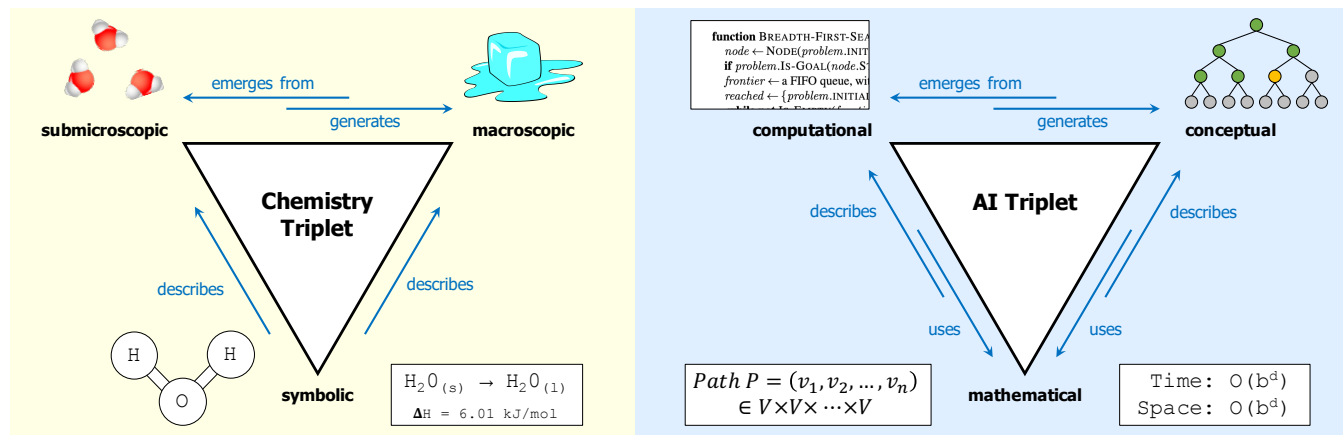 emerges from
generates
submicroscopic
macroscopic
Chemistry
Triplet
describes
describes
H
H
O
symbolic
H₂O₍ₛ₎ → H₂O₍ₗ₎
ΔH = 6.01 kJ/mol
function BREADTH-FIRST-SEA
node ← NODE(problem.INIT
if problem.IS-GOAL(node.S
frontier ← a FIFO queue, wi
reached ← {problem.INITIA
emerges from
generates
computational
conceptual
AI Triplet
describes
describes
uses
uses
Path P = (v₁, v₂, …, vₙ)
∈ V×V× ⋯×V
mathematical
Time: O(bᵈ)
Space: O(bᵈ)